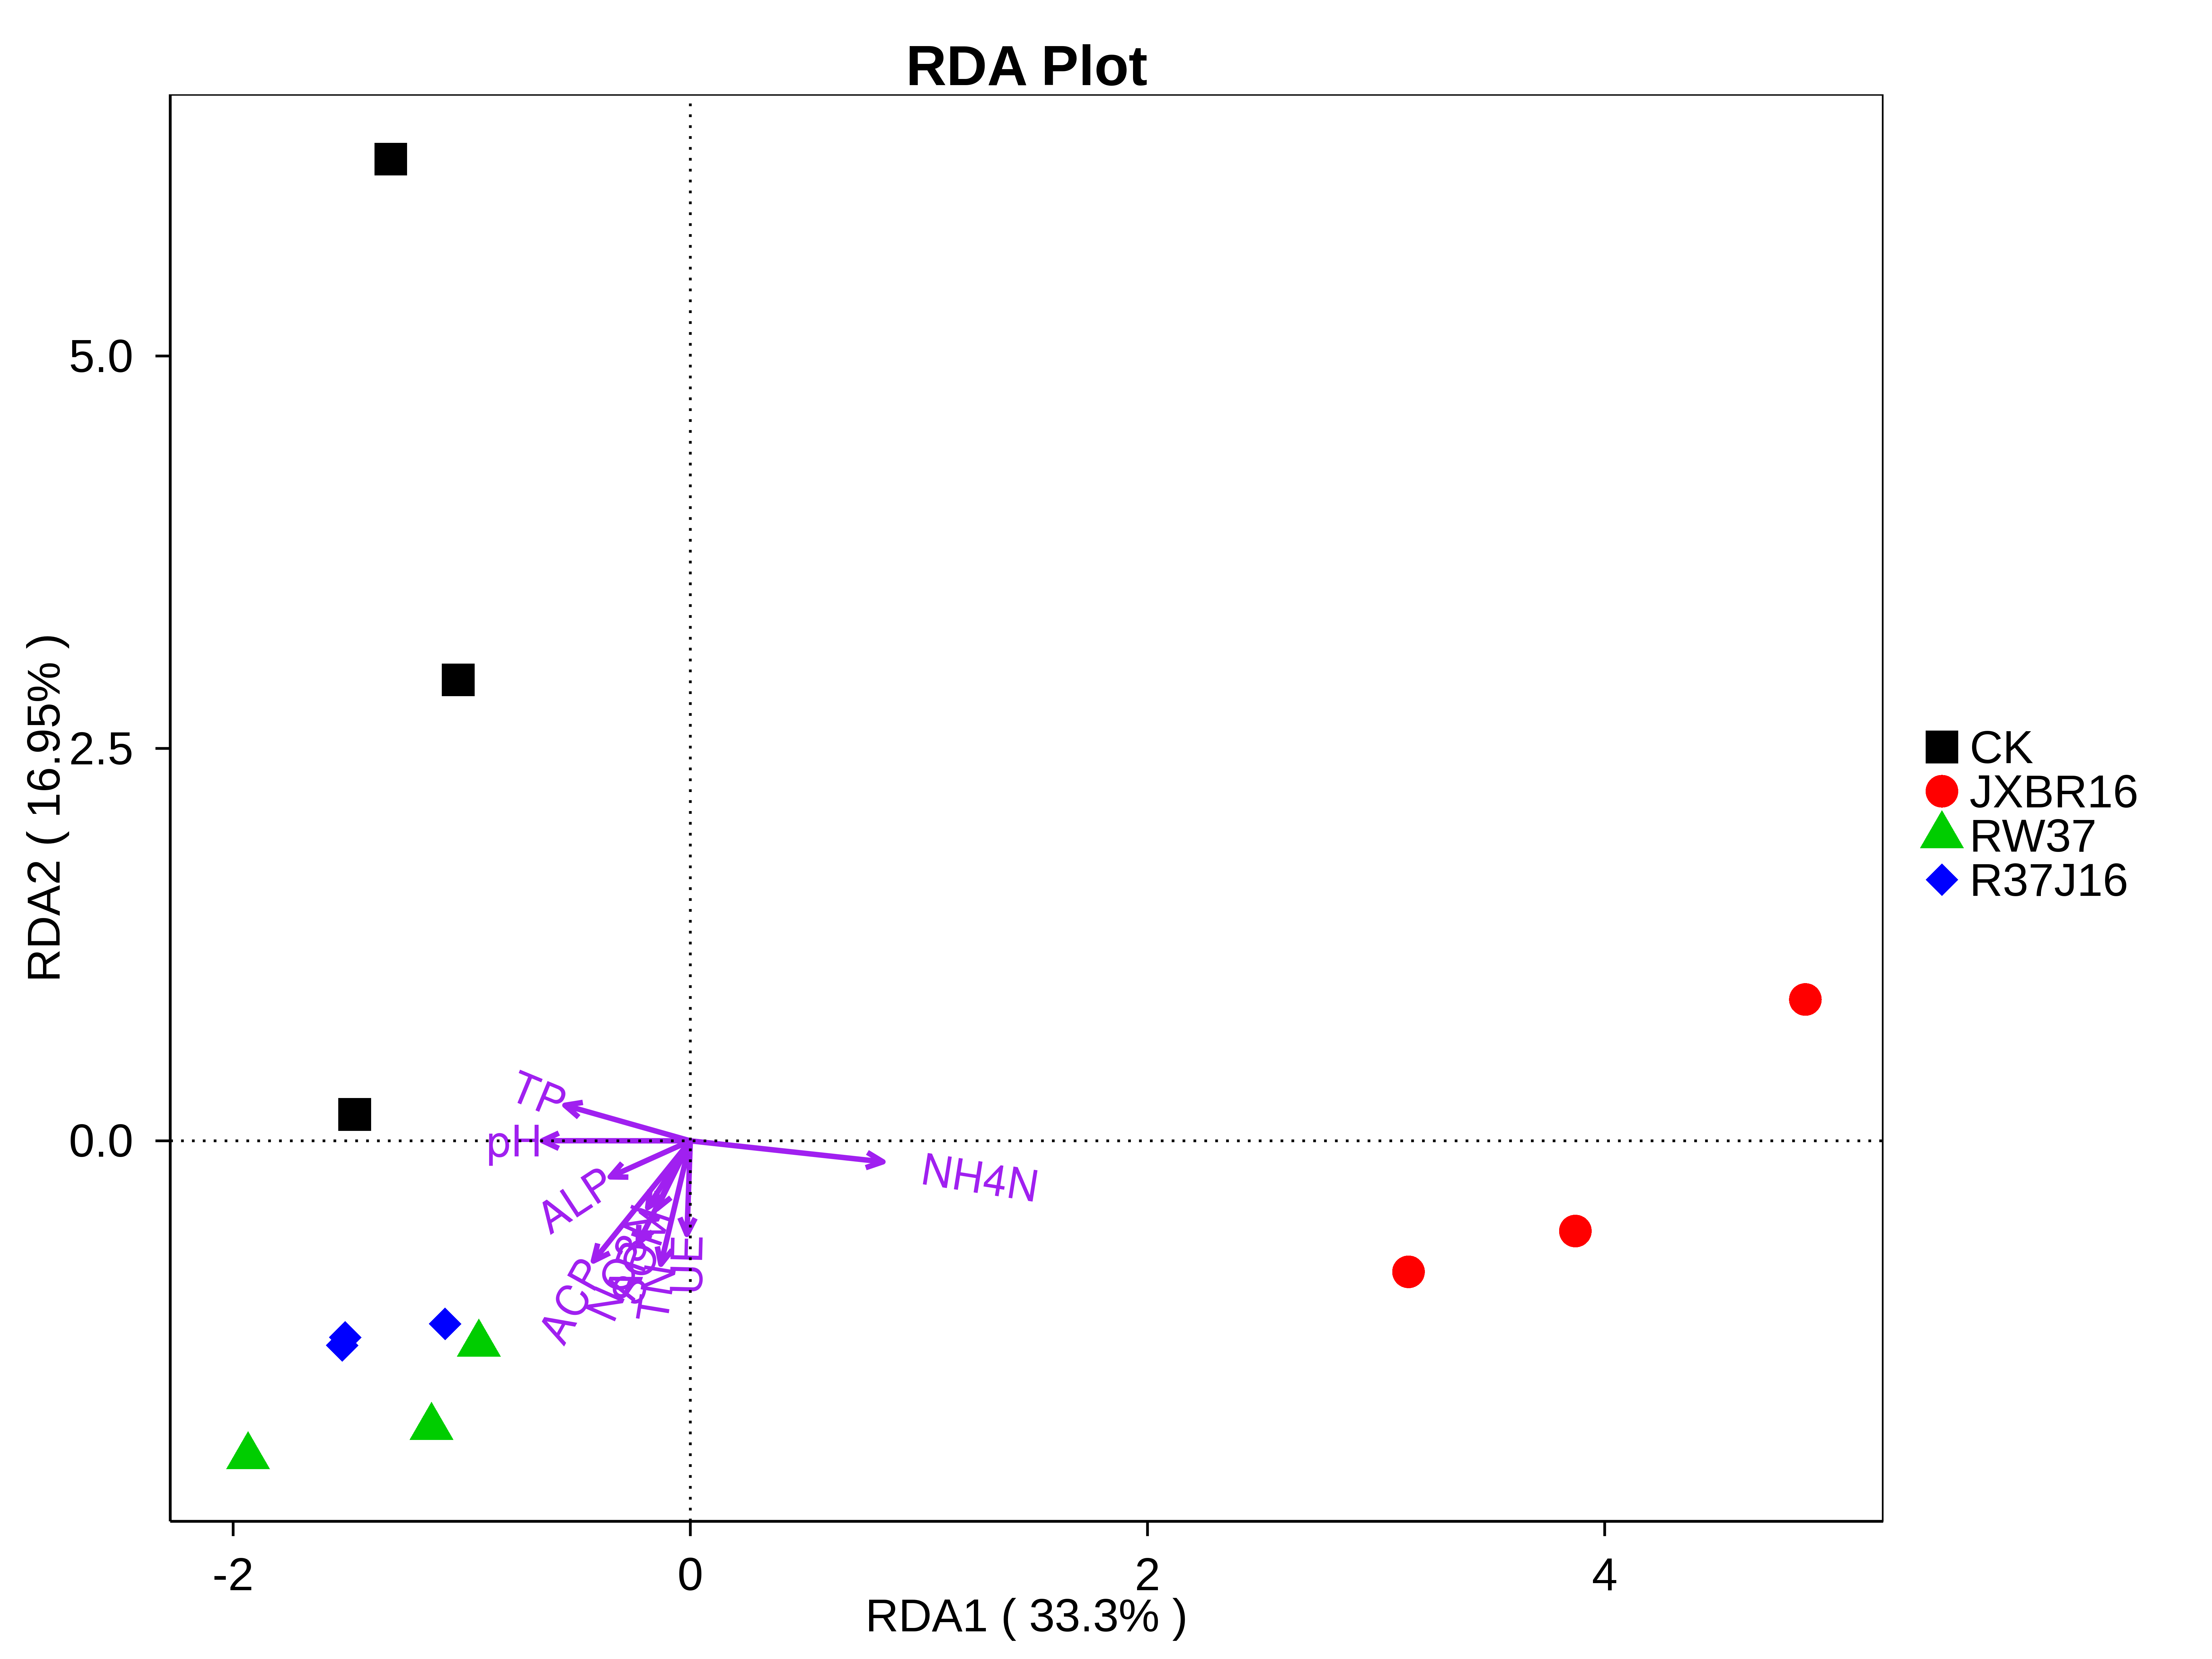 RDA Plot
5.0
2.5
0.0
RDA2 ( 16.95% )
-2
0
2
4
RDA1 ( 33.3% )
TP
pH
ALP
ACP
UE
NH4N
CK
JXBR16
RW37
R37J16